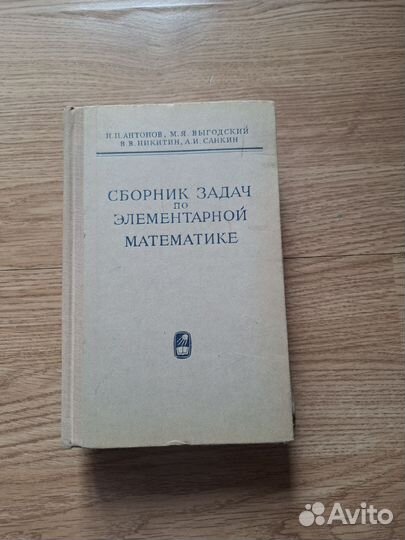 Н.П. АНТОНОВ, М.Я. ВЫГОДСКИЙ
В.В. НИКИТИН, А.И. САНКИН
СБОРНИК ЗАДАЧ
ПО
ЭЛЕМЕНТАРНОЙ
МАТЕМАТИКЕ
Avito